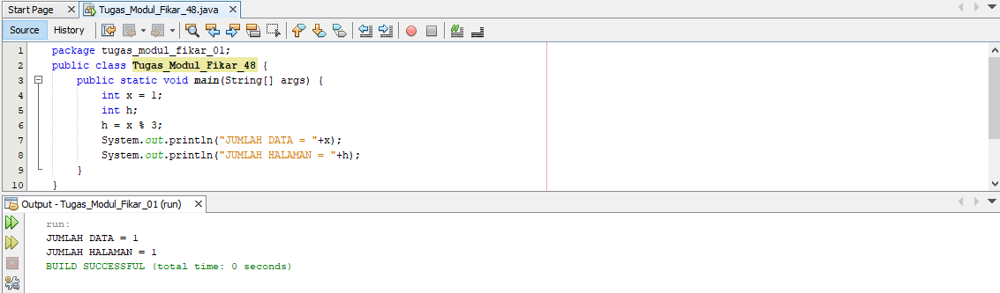 Start Page
Tugas_Modul_Fikar_48.java
Source History
1 package tugas_modul_fikar_01;
2 public class Tugas_Modul_Fikar_48 {
3 public static void main(String[] args) {
4 int x = 1;
5 int h;
6 h = x % 3;
7 System.out.println("JUMLAH DATA = "+x);
8 System.out.println("JUMLAH HALAMAN = "+h);
9 }
10 }
Output - Tugas_Modul_Fikar_01 (run)
run:
JUMLAH DATA = 1
JUMLAH HALAMAN = 1
BUILD SUCCESSFUL (total time: 0 seconds)